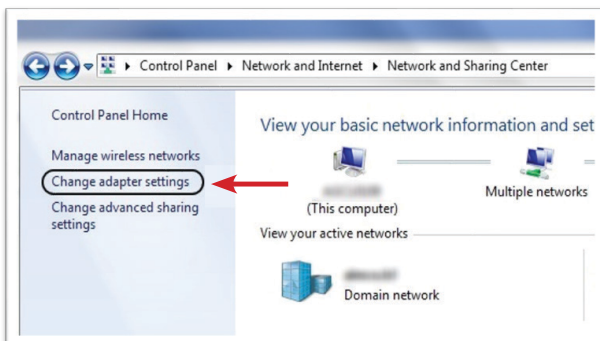 Control Panel ▸ Network and Internet ▸ Network and Sharing Center
Control Panel Home
Manage wireless networks
Change adapter settings
Change advanced sharing
settings
View your basic network information and set
(This computer)
Multiple networks
View your active networks
Domain network